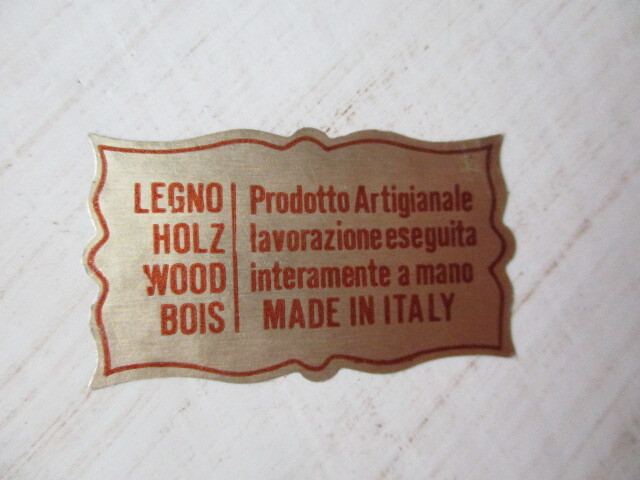 LEGNO
HOLZ
WOOD
BOIS
Prodotto Artigianale
lavorazione eseguita
interamente a mano
MADE IN ITALY